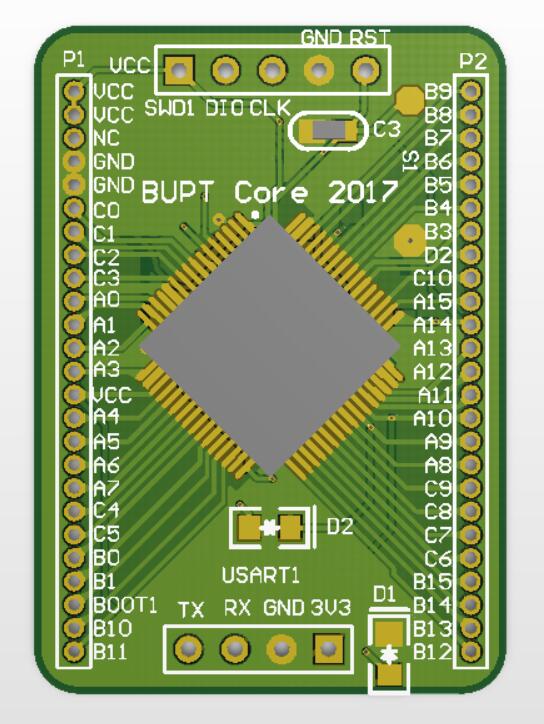 GND RST
P1
VCC
P2
SWD1 DIO CLK
C3
S1
BUPT Core 2017
VCC
VCC
NC
GND
GND
C0
C1
C2
C3
A0
A1
A2
A3
VCC
A4
A5
A6
A7
C4
C5
B0
B1
BOOT1
B10
B11
B9
B8
B7
B6
B5
B4
B3
D2
C10
A15
A14
A13
A12
A11
A10
A9
A8
C9
C8
C7
C6
B15
B14
B13
B12
D2
USART1
D1
TX RX GND 3V3